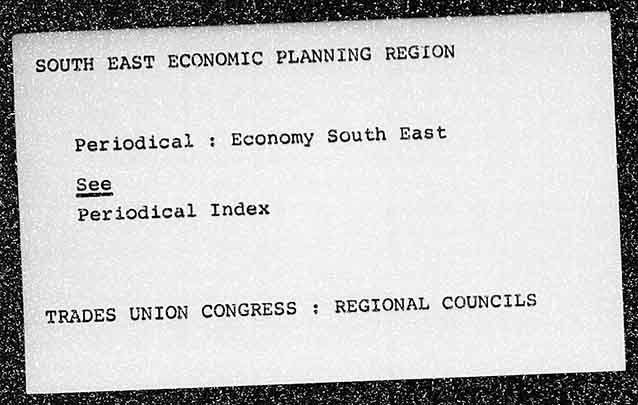 SOUTH EAST ECONOMIC PLANNING REGION
Periodical : Economy South East
See
Periodical Index
TRADES UNION CONGRESS : REGIONAL COUNCILS